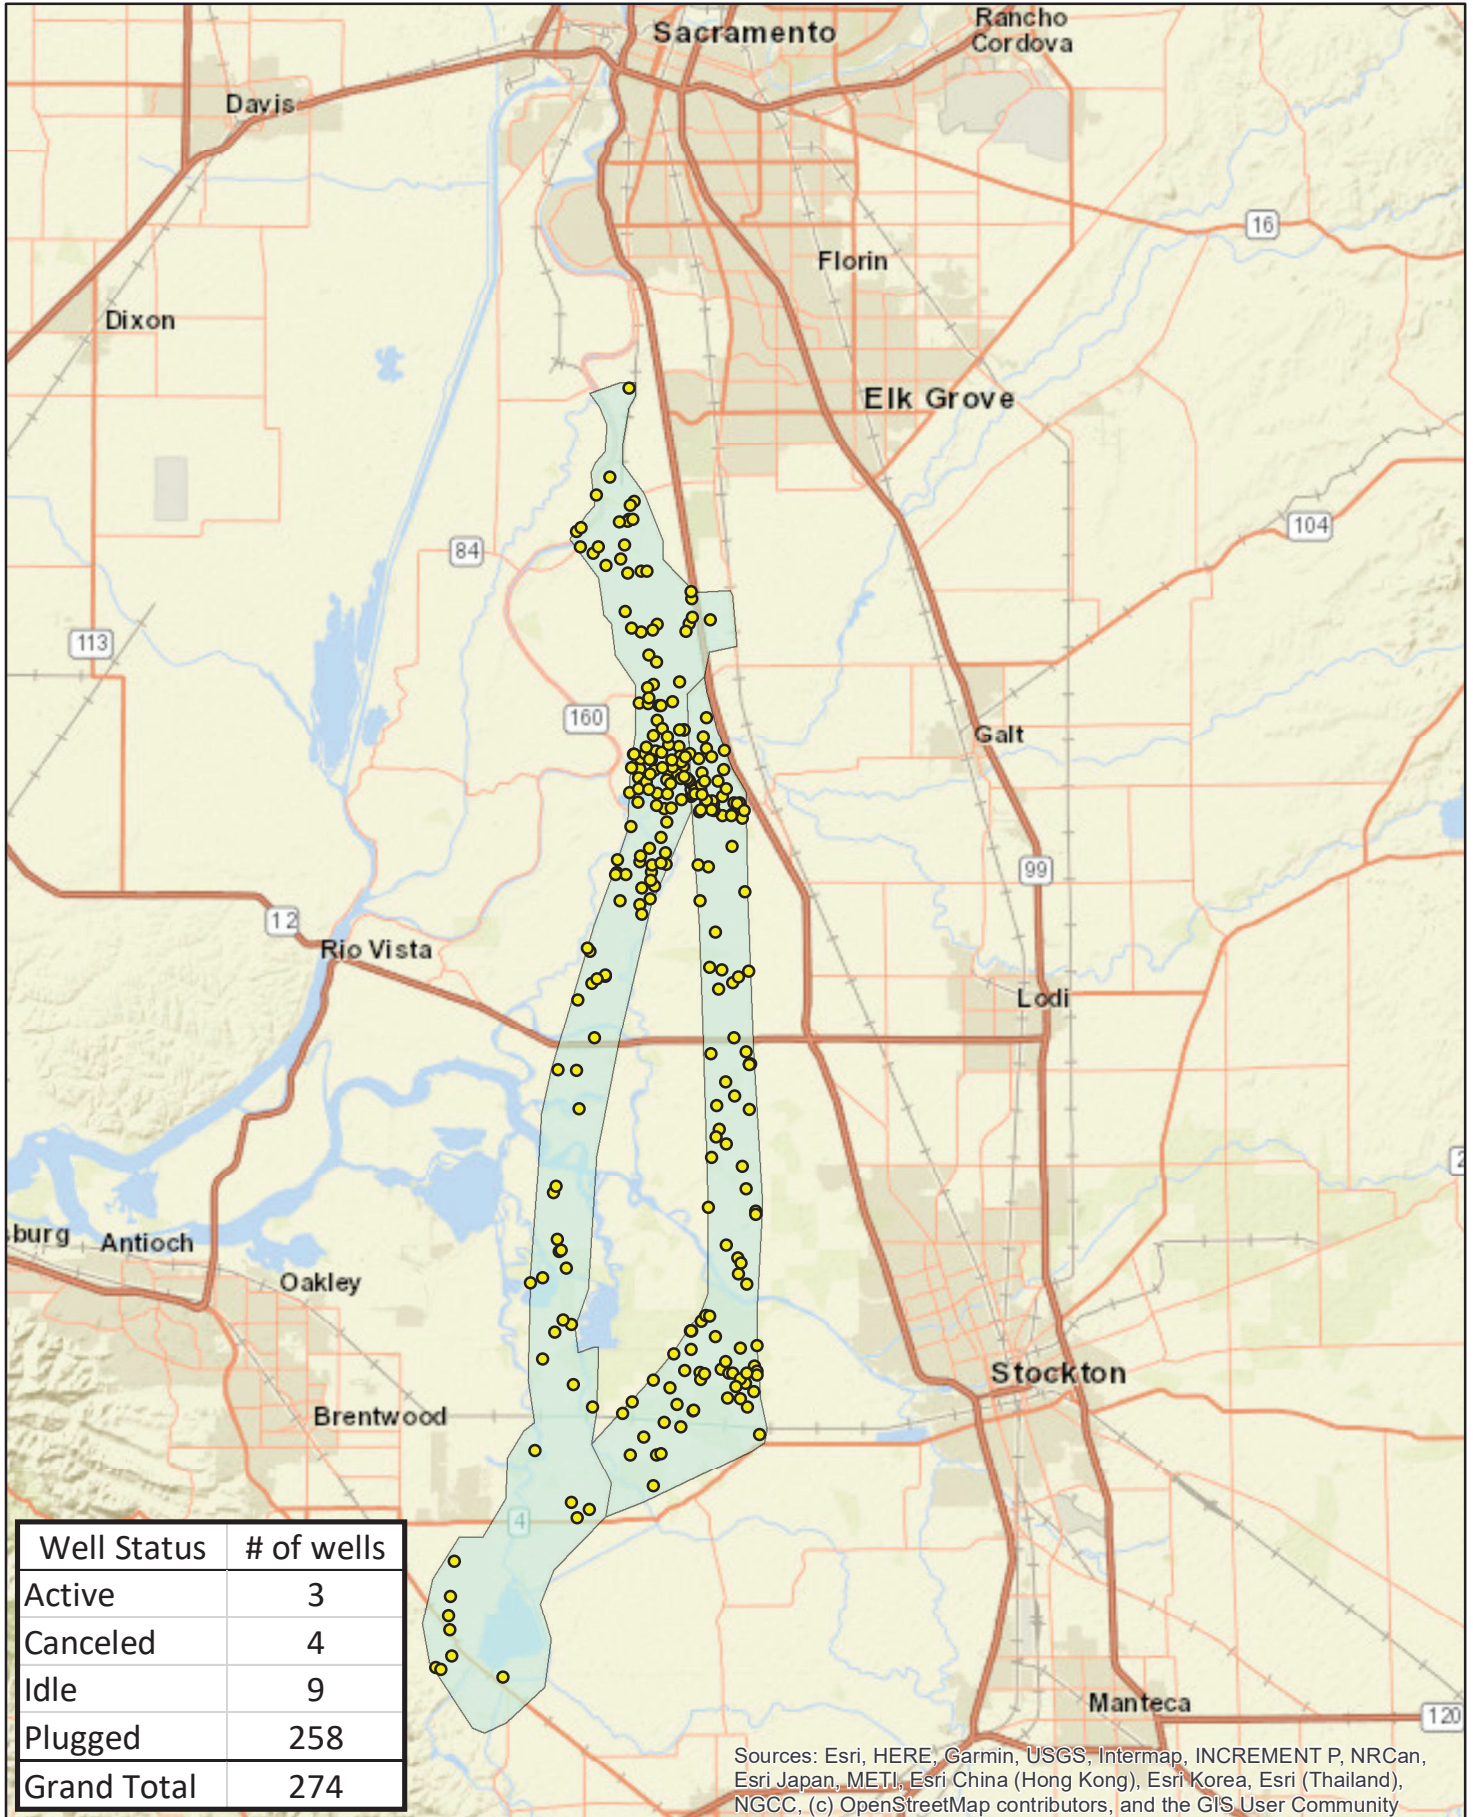 Sacramento
Rancho
Cordova
Davis
16
Florin
Dixon
Elk Grove
104
84
113
160
Galt
99
12
Rio Vista
Lodi
2
sburg
Antioch
Oakley
Stockton
Brentwood
4
Well Status # of wells
Active 3
Canceled 4
Idle 9
Plugged 258
Grand Total 274
Manteca
120
Sources: Esri, HERE, Garmin, USGS, Intermap, INCREMENT P, NRCan,
Esri Japan, METI, Esri China (Hong Kong), Esri Korea, Esri (Thailand),
NGCC, (c) OpenStreetMap contributors, and the GIS User Community